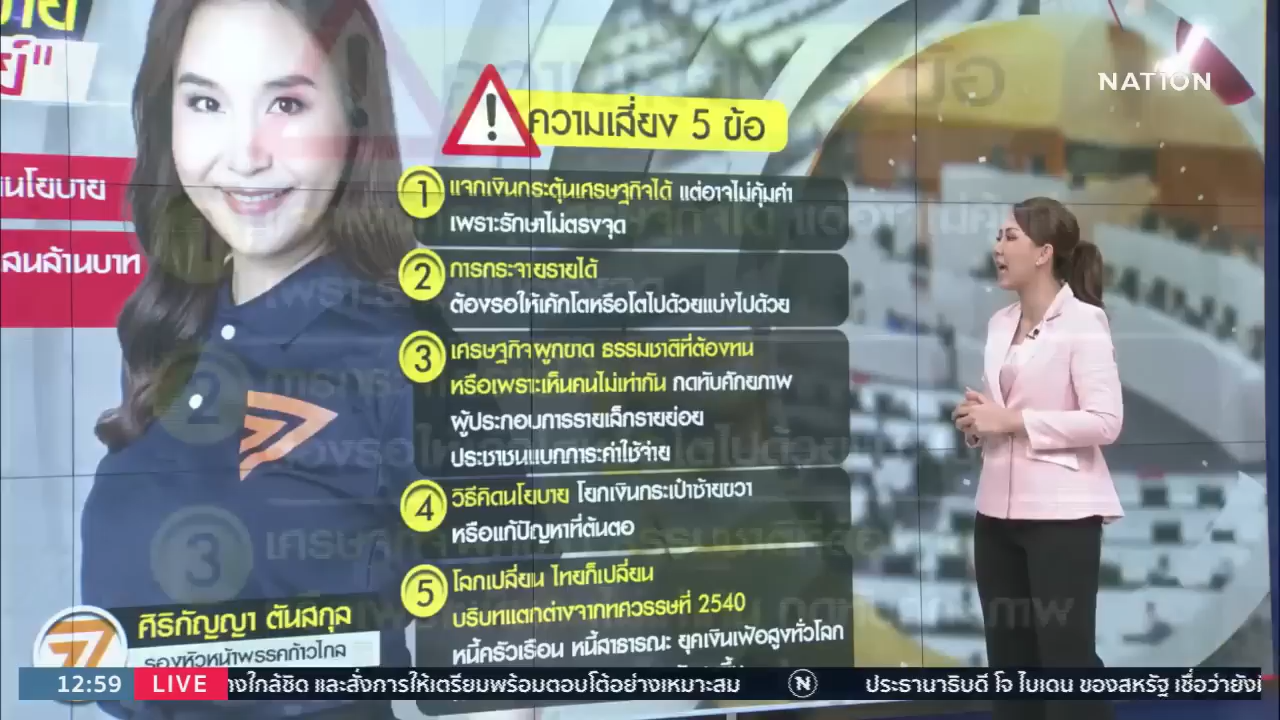 NATION
ย์"
นโยบาย
สนล้านบาท
ความเสี่ยง 5 ข้อ
1 แจกเงินกระตุ้นเศรษฐกิจได้ แต่อาจไม่คุ้มค่า
เพราะรักษาไม่ตรงจุด
2 การกระจายรายได้
ต้องรอให้เค้กโตหรือโตไปด้วยแบ่งไปด้วย
3 เศรษฐกิจผูกขาด ธรรมชาติที่ต้องทน
หรือเพราะเห็นคนไม่เท่ากัน กดทับศักยภาพ
ผู้ประกอบการรายเล็กรายย่อย
ประชาชนแบกภาระค่าใช้จ่าย
4 วิธีคิดนโยบาย โยกเงินกระเป๋าซ้ายขวา
หรือแก้ปัญหาที่ต้นตอ
5 โลกเปลี่ยน ไทยก็เปลี่ยน
บริบทแตกต่างจากทศวรรษที่ 2540
หนี้ครัวเรือน หนี้สาธารณะ ยุคเงินเฟ้อสูงทั่วโลก
ศิริกัญญา ตันสกุล
รองหัวหน้าพรรคก้าวไกล
12:59 LIVE างใกล้ชิด และสั่งการให้เตรียมพร้อมตอบโต้อย่างเหมาะสม N ประธานาธิบดี โจ ไบเดน ของสหรัฐ เชื่อว่ายัง